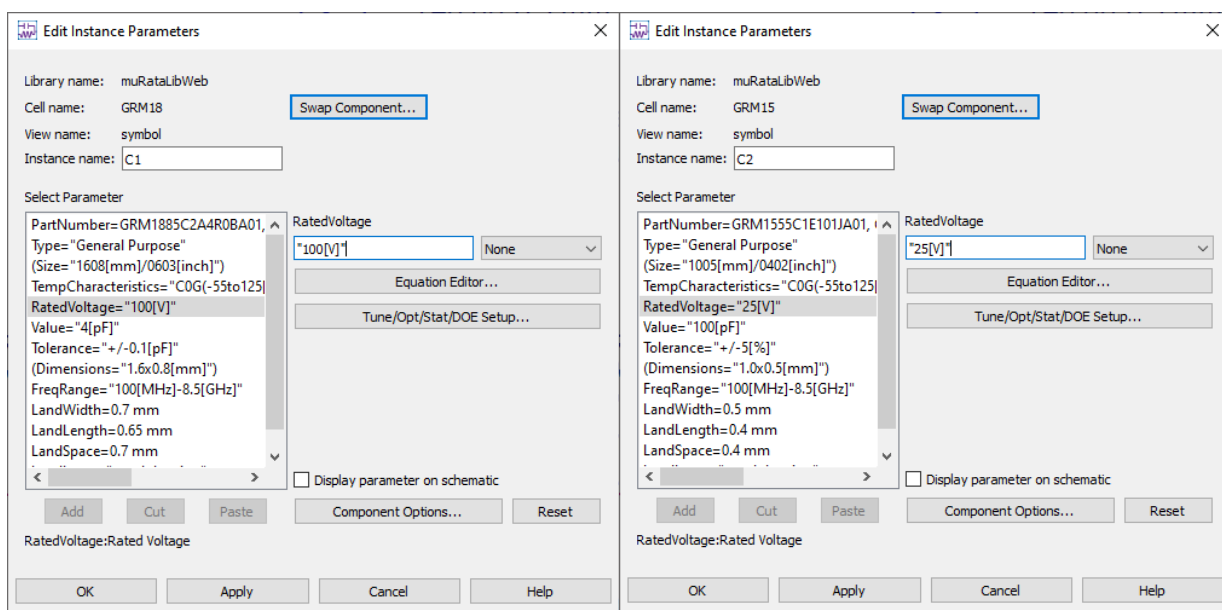 Edit Instance Parameters
Library name: muRataLibWeb
Cell name: GRM18
Swap Component...
View name: symbol
Instance name: C1
Select Parameter
PartNumber=GRM1885C2A4R0BA01,
Type="General Purpose"
(Size="1608[mm]/0603[inch]")
TempCharacteristics="C0G(-55to125[
RatedVoltage="100[V]"
Value="4[pF]"
Tolerance="+/-0.1[pF]"
(Dimensions="1.6x0.8[mm]")
FreqRange="100[MHz]-8.5[GHz]"
LandWidth=0.7 mm
LandLength=0.65 mm
LandSpace=0.7 mm
RatedVoltage
"100[V]"
None
Equation Editor...
Tune/Opt/Stat/DOE Setup...
Display parameter on schematic
Add
Cut
Paste
Component Options...
Reset
RatedVoltage:Rated Voltage
OK
Apply
Cancel
Help
Edit Instance Parameters
Library name: muRataLibWeb
Cell name: GRM15
Swap Component...
View name: symbol
Instance name: C2
Select Parameter
PartNumber=GRM1555C1E101JA01,
Type="General Purpose"
(Size="1005[mm]/0402[inch]")
TempCharacteristics="C0G(-55to125[
RatedVoltage="25[V]"
Value="100[pF]"
Tolerance="+/-5[%]"
(Dimensions="1.0x0.5[mm]")
FreqRange="100[MHz]-8.5[GHz]"
LandWidth=0.5 mm
LandLength=0.4 mm
LandSpace=0.4 mm
RatedVoltage
"25[V]"
None
Equation Editor...
Tune/Opt/Stat/DOE Setup...
Display parameter on schematic
Add
Cut
Paste
Component Options...
Reset
RatedVoltage:Rated Voltage
OK
Apply
Cancel
Help